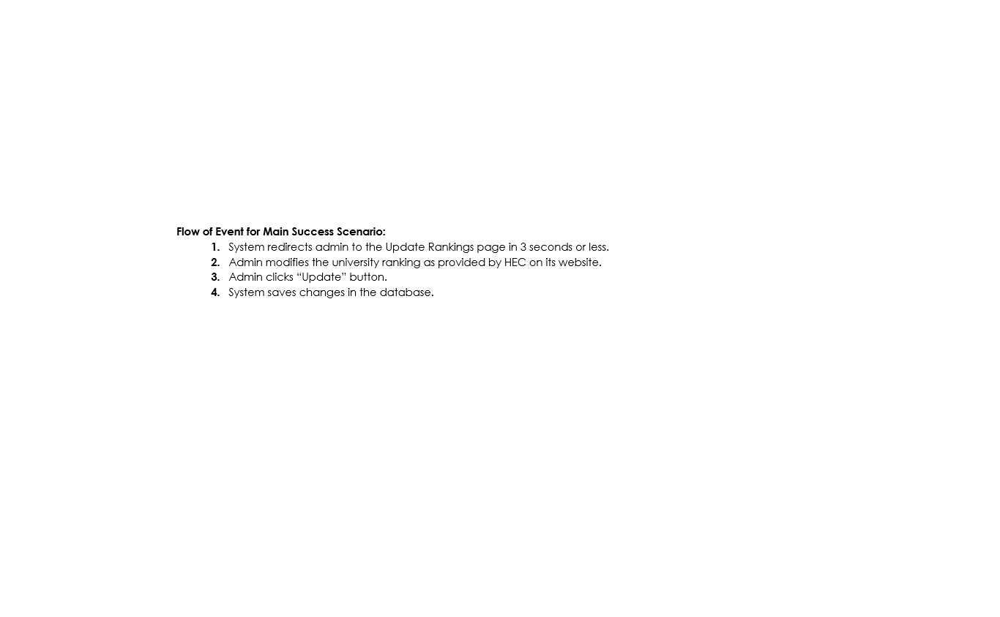 Flow of Event for Main Success Scenario:
1. System redirects admin to the Update Rankings page in 3 seconds or less.
2. Admin modifies the university ranking as provided by HEC on its website.
3. Admin clicks “Update” button.
4. System saves changes in the database.